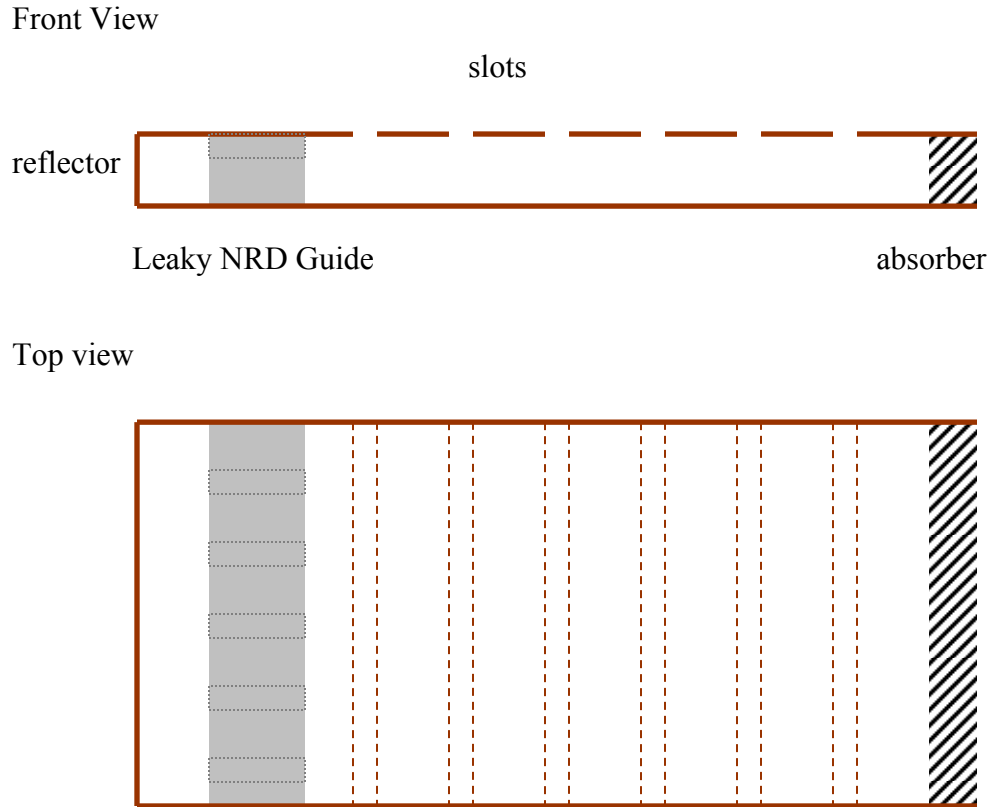 Front View
slots
reflector
Leaky NRD Guide
absorber
Top view